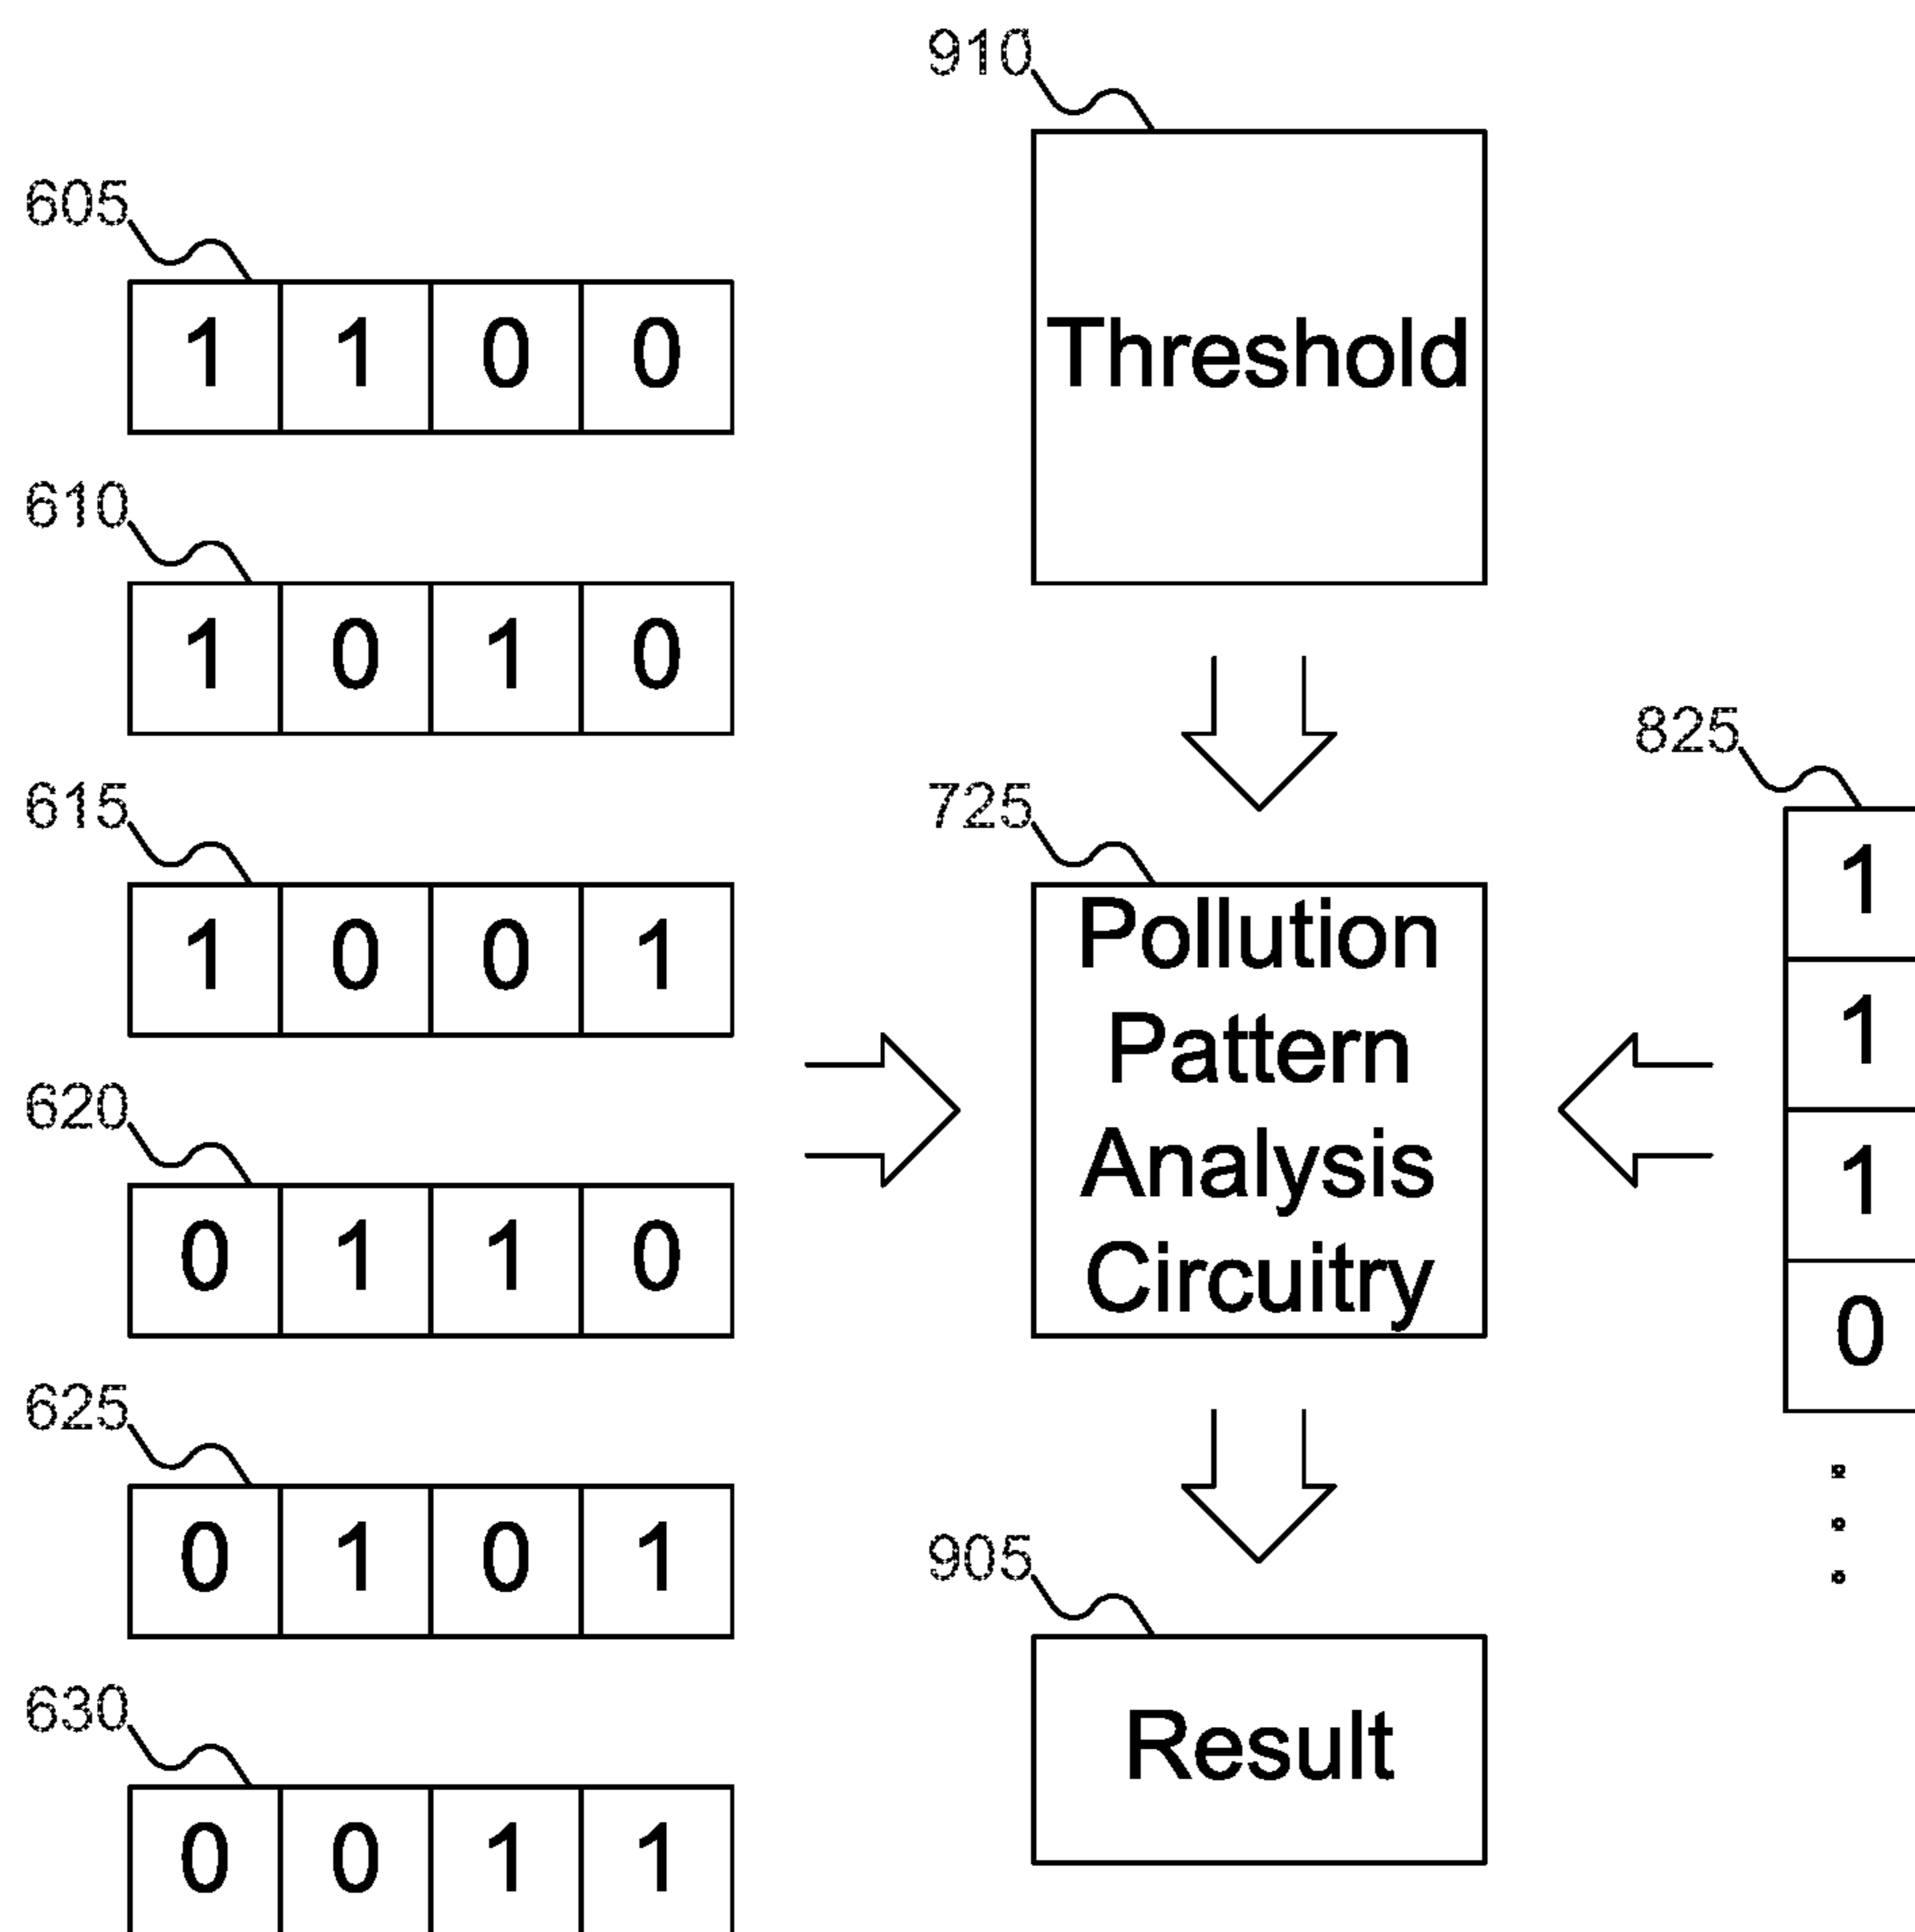 605
1 1 0 0
610
1 0 1 0
615
1 0 0 1
620
0 1 1 0
625
0 1 0 1
630
0 0 1 1
910
Threshold
725
Pollution
Pattern
Analysis
Circuitry
905
Result
825
1
1
1
0